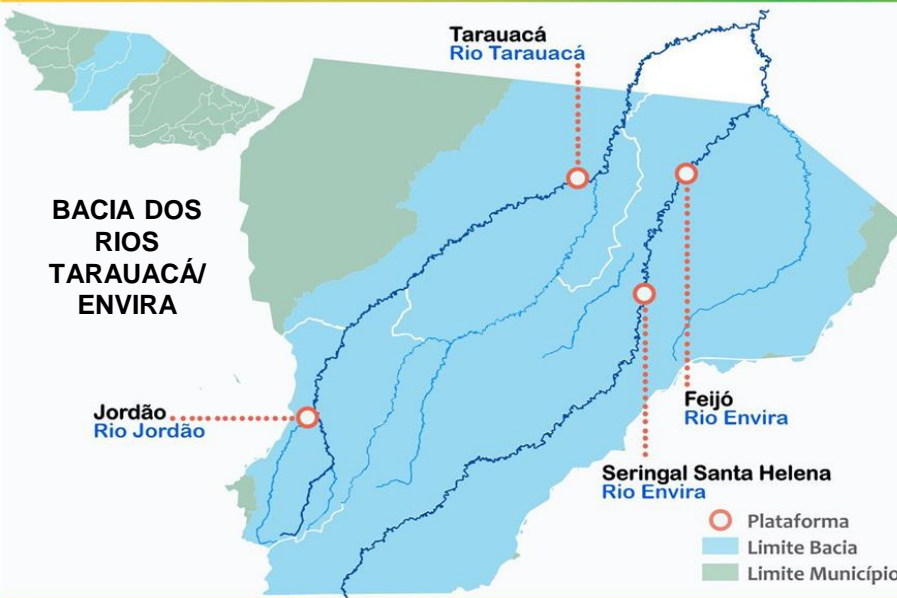 Tarauacá
Rio Tarauacá
BACIA DOS
RIOS
TARAUACÁ/
ENVIRA
Jordão
Rio Jordão
Feijó
Rio Envira
Seringal Santa Helena
Rio Envira
Plataforma
Limite Bacia
Limite Município